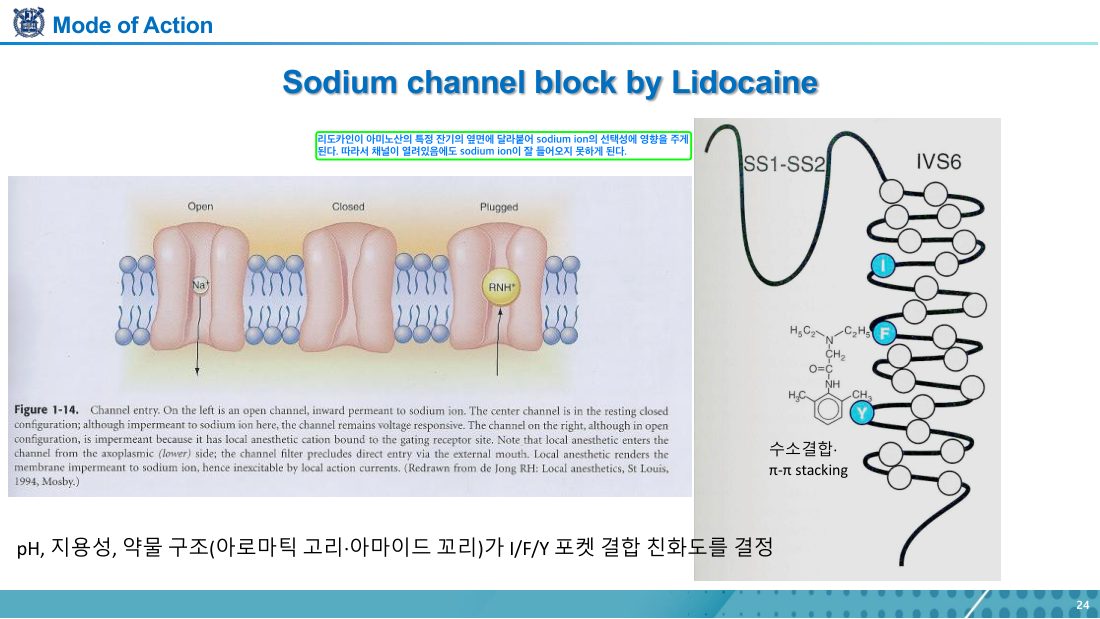 Mode of Action
Sodium channel block by Lidocaine
리도카인이 아미노산의 특정 잔기의 옆면에 달라붙어 sodium ion의 선택성에 영향을 주게
된다. 따라서 채널이 열려있음에도 sodium ion이 잘 들어오지 못하게 된다.
Open
Closed
Plugged
Na⁺
RNH⁺
Figure 1-14. Channel entry. On the left is an open channel, inward permeant to sodium ion. The center channel is in the resting closed
configuration; although impermeant to sodium ion here, the channel remains voltage responsive. The channel on the right, although in open
configuration, is impermeant because it has local anesthetic cation bound to the gating receptor site. Note that local anesthetic enters the
channel from the axoplasmic (lower) side; the channel filter precludes direct entry via the external mouth. Local anesthetic renders the
membrane impermeant to sodium ion, hence inexcitable by local action currents. (Redrawn from de Jong RH: Local anesthetics, St Louis,
1994, Mosby.)
SS1-SS2
IVS6
I
F
Y
H₅C₂
C₂H₅
N
CH₂
O=C
NH
H₃C
CH₃
수소결합·
π-π stacking
pH, 지용성, 약물 구조(아로마틱 고리·아마이드 꼬리)가 I/F/Y 포켓 결합 친화도를 결정
24